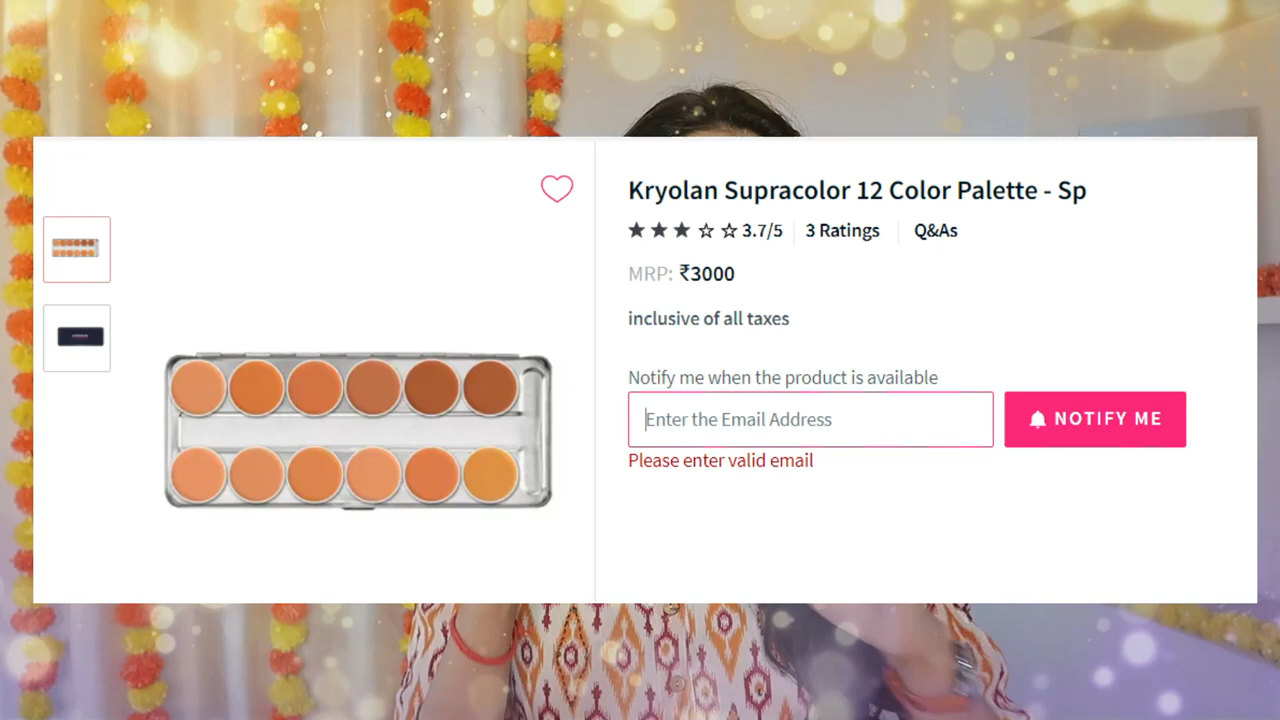 Kryolan Supracolor 12 Color Palette - Sp
3.7/5 3 Ratings Q&As
MRP: ₹3000
inclusive of all taxes
Notify me when the product is available
Enter the Email Address NOTIFY ME
Please enter valid email